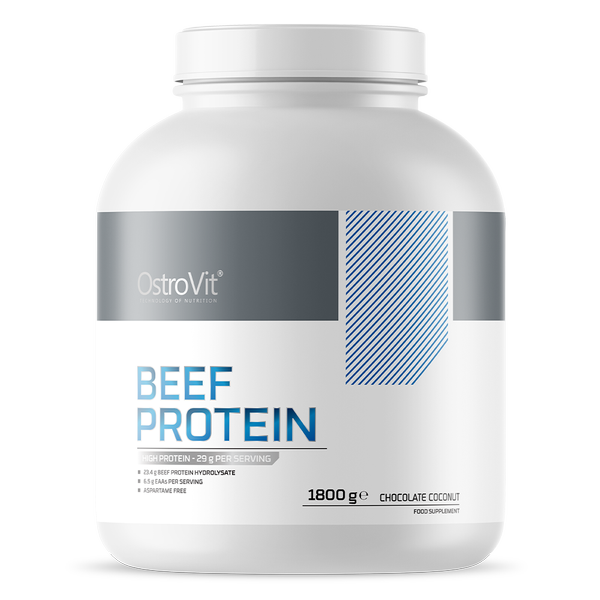 OstroVit®
TECHNOLOGY OF NUTRITION
BEEF
PROTEIN
HIGH PROTEIN - 29 g PER SERVING
29.4 g BEEF PROTEIN HYDROLYSATE
6.5 g EAAs PER SERVING
ASPARTAME FREE
1800 g ℮ CHOCOLATE COCONUT
FOOD SUPPLEMENT